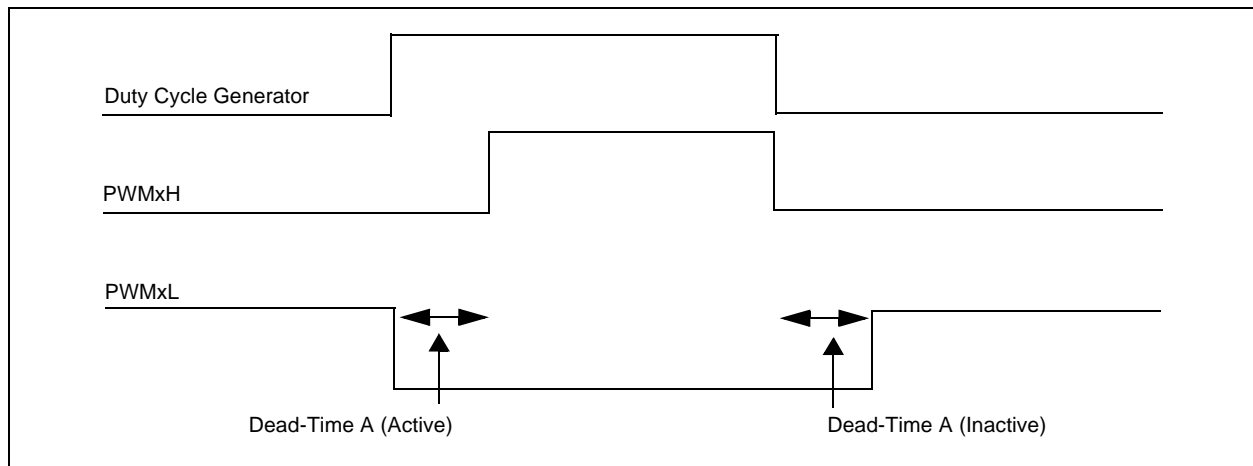 Duty Cycle Generator
PWMxH
PWMxL
Dead-Time A (Active)
Dead-Time A (Inactive)